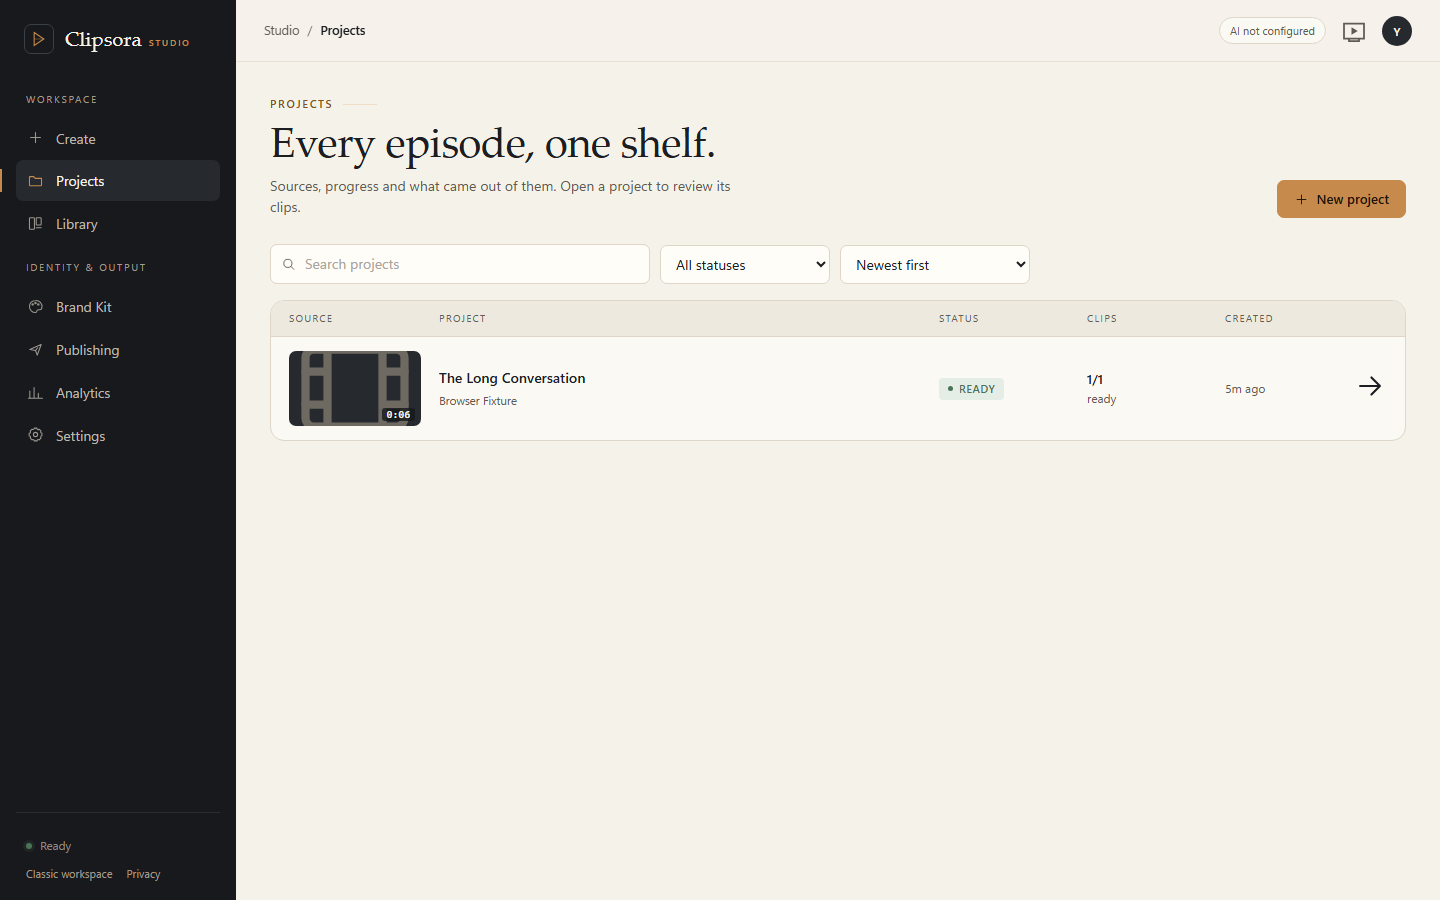 Clipsora STUDIO
Studio / Projects
AI not configured
Y
WORKSPACE
Create
Projects
Library
IDENTITY & OUTPUT
Brand Kit
Publishing
Analytics
Settings
Ready
Classic workspace Privacy
PROJECTS
Every episode, one shelf.
Sources, progress and what came out of them. Open a project to review its
clips.
New project
Search projects
All statuses
Newest first
SOURCE PROJECT STATUS CLIPS CREATED
0:06
The Long Conversation
Browser Fixture
READY
1/1
ready
5m ago